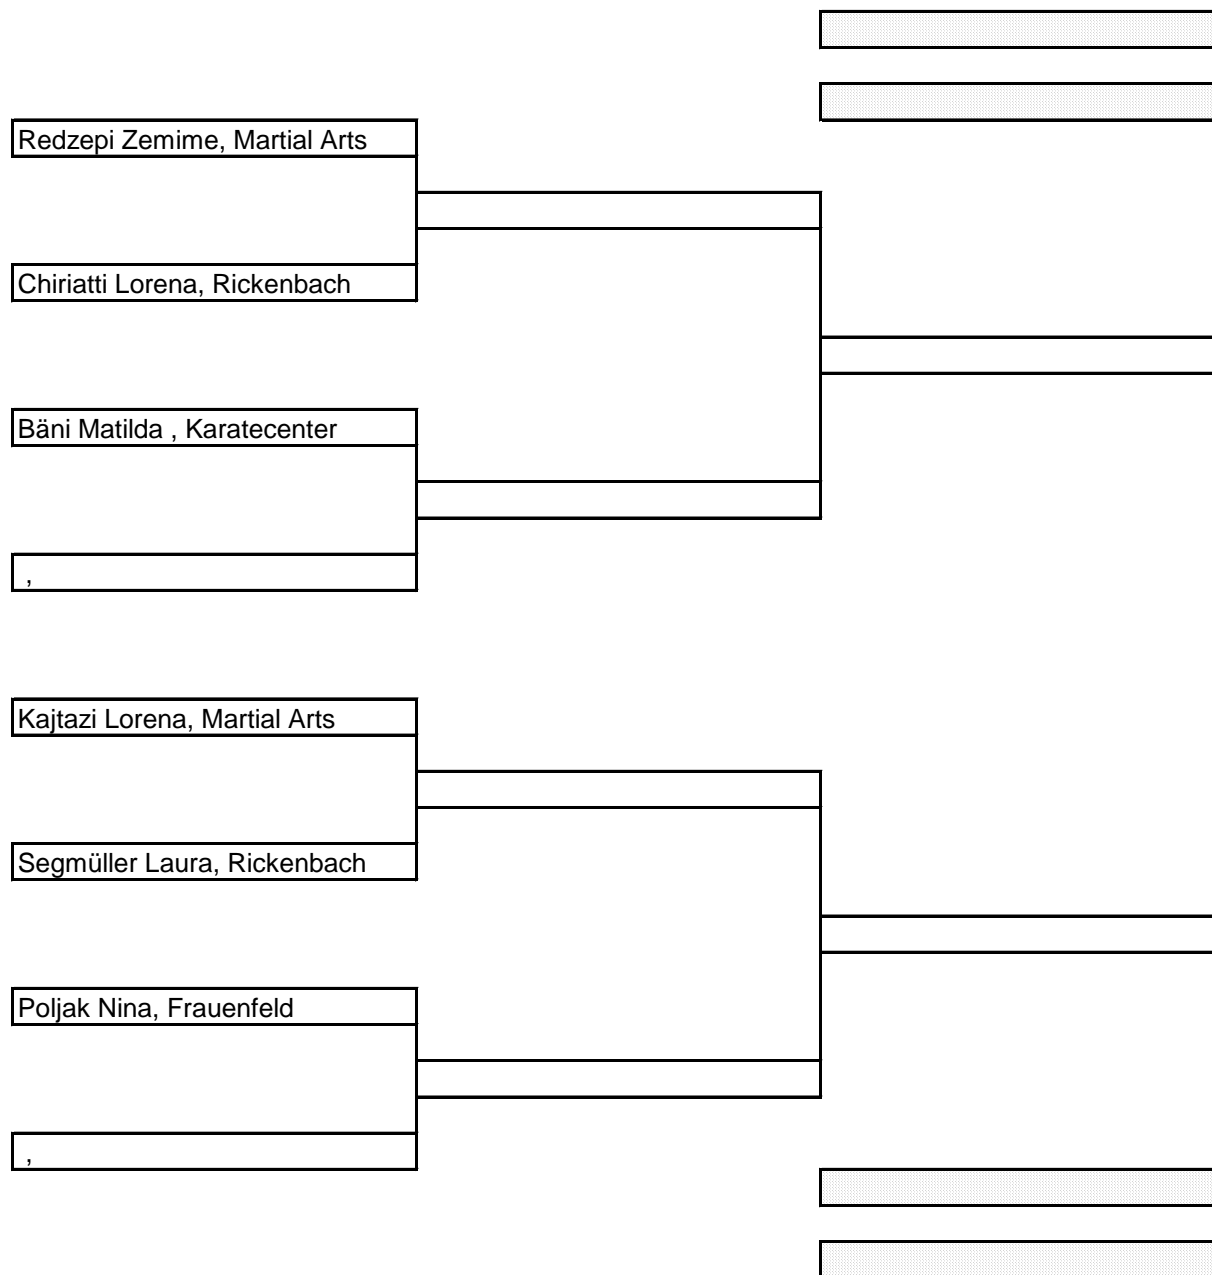 Redzepi Zemime, Martial Arts
Chiriatti Lorena, Rickenbach
Bäni Matilda , Karatecenter
,
Kajtazi Lorena, Martial Arts
Segmüller Laura, Rickenbach
Poljak Nina, Frauenfeld
,